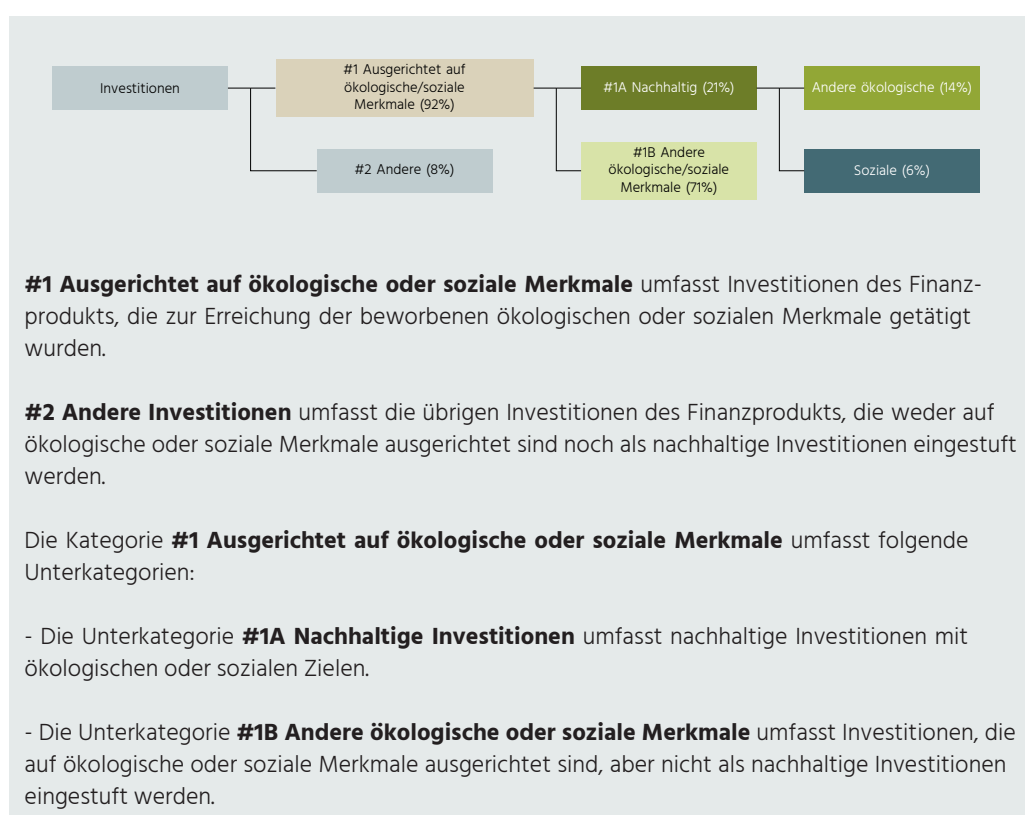 Investitionen
#1 Ausgerichtet auf
ökologische/soziale
Merkmale (92%)
#1A Nachhaltig (21%)
Andere ökologische (14%)
#2 Andere (8%)
#1B Andere
ökologische/soziale
Merkmale (71%)
Soziale (6%)
#1 Ausgerichtet auf ökologische oder soziale Merkmale umfasst Investitionen des Finanz-
produkts, die zur Erreichung der beworbenen ökologischen oder sozialen Merkmale getätigt
wurden.
#2 Andere Investitionen umfasst die übrigen Investitionen des Finanzprodukts, die weder auf
ökologische oder soziale Merkmale ausgerichtet sind noch als nachhaltige Investitionen eingestuft
werden.
Die Kategorie #1 Ausgerichtet auf ökologische oder soziale Merkmale umfasst folgende
Unterkategorien:
- Die Unterkategorie #1A Nachhaltige Investitionen umfasst nachhaltige Investitionen mit
ökologischen oder sozialen Zielen.
- Die Unterkategorie #1B Andere ökologische oder soziale Merkmale umfasst Investitionen, die
auf ökologische oder soziale Merkmale ausgerichtet sind, aber nicht als nachhaltige Investitionen
eingestuft werden.